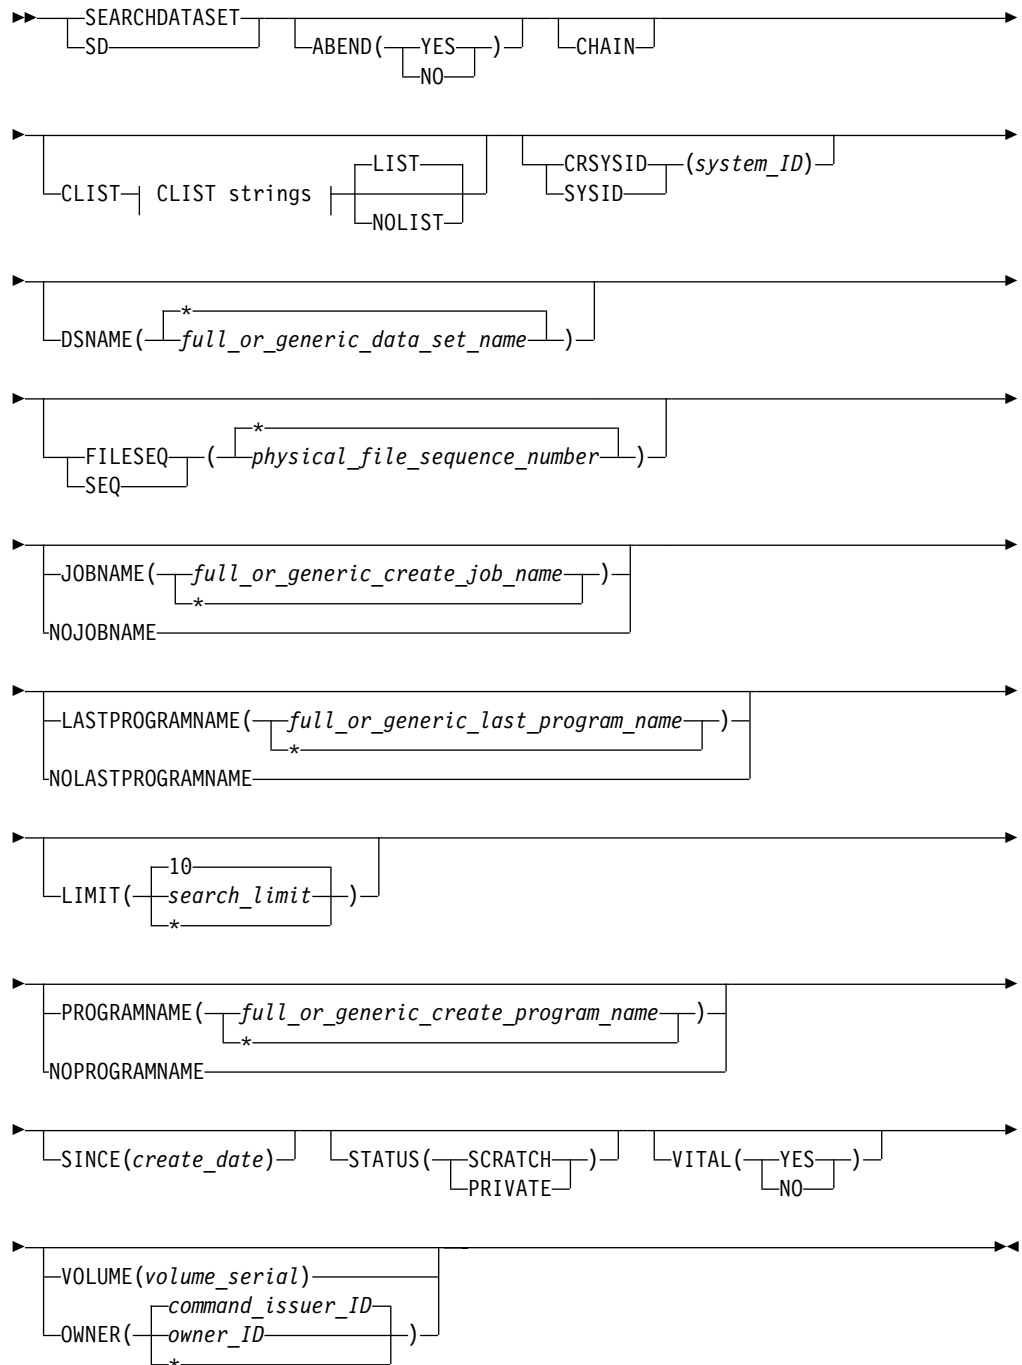 SEARCHDATASET
SD
ABEND( YES )
NO
CHAIN
CLIST CLIST strings
LIST
NOLIST
CRSYSID (system_ID)
SYSID
DSNAME( * )
full_or_generic_data_set_name
FILESEQ ( * )
SEQ
physical_file_sequence_number
JOBNAME( full_or_generic_create_job_name )
*
NOJOBNAME
LASTPROGRAMNAME( full_or_generic_last_program_name )
*
NOLASTPROGRAMNAME
LIMIT( 10 )
search_limit
*
PROGRAMNAME( full_or_generic_create_program_name )
*
NOPROGRAMNAME
SINCE(create_date)
STATUS( SCRATCH )
PRIVATE
VITAL( YES )
NO
VOLUME(volume_serial)
OWNER( command_issuer_ID )
owner_ID
*